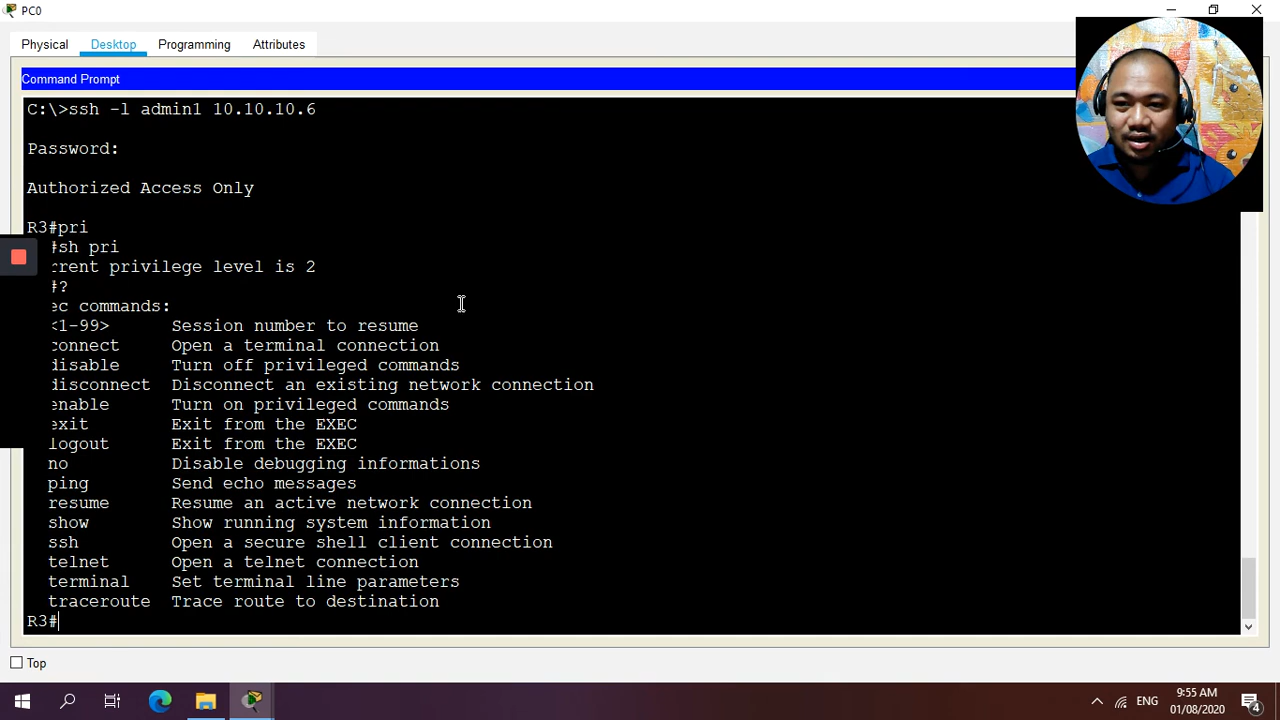 PC0
Physical Desktop Programming Attributes
Command Prompt
C:\>ssh -l admin1 10.10.10.6
Password:
Authorized Access Only
R3#pri
#sh pri
rrent privilege level is 2
#?
ec commands:
<1-99> Session number to resume
connect Open a terminal connection
disable Turn off privileged commands
disconnect Disconnect an existing network connection
enable Turn on privileged commands
exit Exit from the EXEC
logout Exit from the EXEC
no Disable debugging informations
ping Send echo messages
resume Resume an active network connection
show Show running system information
ssh Open a secure shell client connection
telnet Open a telnet connection
terminal Set terminal line parameters
traceroute Trace route to destination
R3#
Top
ENG
9:55 AM
01/08/2020
4